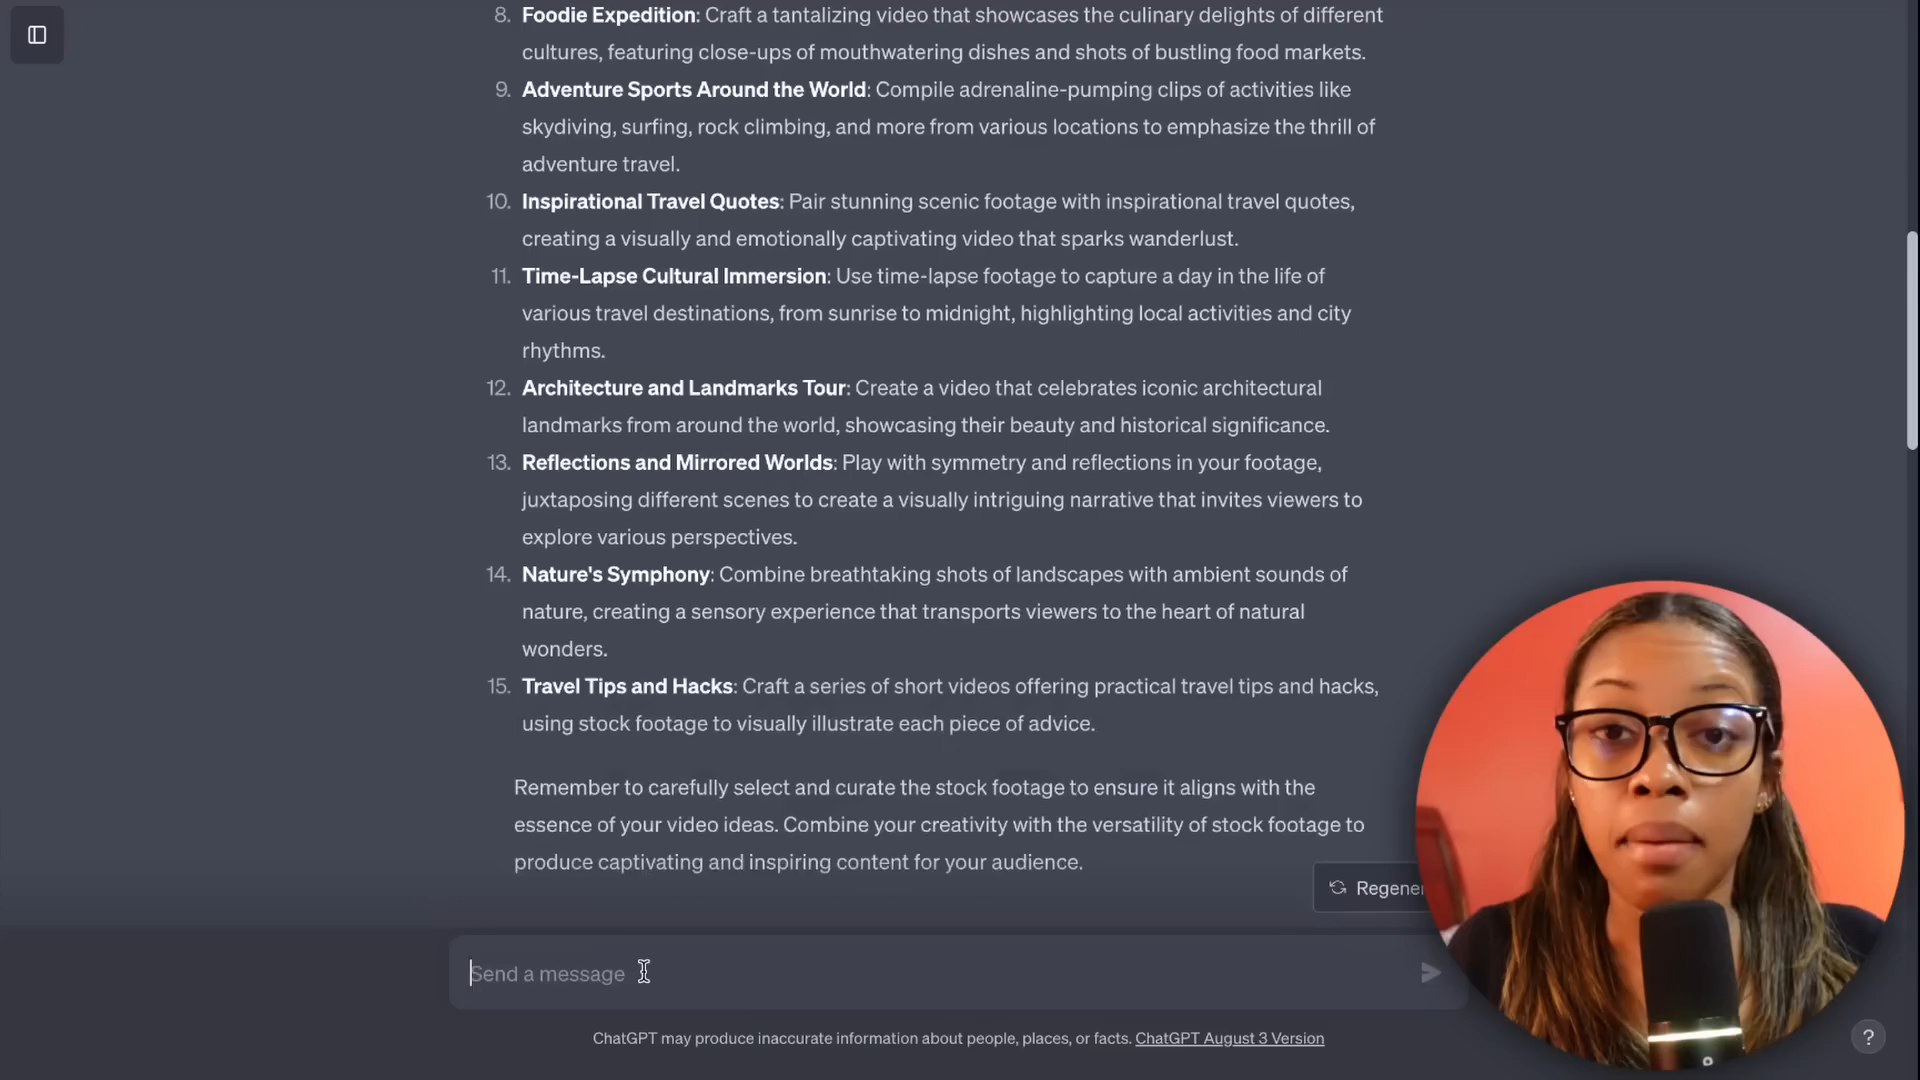 8. Foodie Expedition: Craft a tantalizing video that showcases the culinary delights of different
cultures, featuring close-ups of mouthwatering dishes and shots of bustling food markets.
9. Adventure Sports Around the World: Compile adrenaline-pumping clips of activities like
skydiving, surfing, rock climbing, and more from various locations to emphasize the thrill of
adventure travel.
10. Inspirational Travel Quotes: Pair stunning scenic footage with inspirational travel quotes,
creating a visually and emotionally captivating video that sparks wanderlust.
11. Time-Lapse Cultural Immersion: Use time-lapse footage to capture a day in the life of
various travel destinations, from sunrise to midnight, highlighting local activities and city
rhythms.
12. Architecture and Landmarks Tour: Create a video that celebrates iconic architectural
landmarks from around the world, showcasing their beauty and historical significance.
13. Reflections and Mirrored Worlds: Play with symmetry and reflections in your footage,
juxtaposing different scenes to create a visually intriguing narrative that invites viewers to
explore various perspectives.
14. Nature's Symphony: Combine breathtaking shots of landscapes with ambient sounds of
nature, creating a sensory experience that transports viewers to the heart of natural
wonders.
15. Travel Tips and Hacks: Craft a series of short videos offering practical travel tips and hacks,
using stock footage to visually illustrate each piece of advice.
Remember to carefully select and curate the stock footage to ensure it aligns with the
essence of your video ideas. Combine your creativity with the versatility of stock footage to
produce captivating and inspiring content for your audience.
Regener
Send a message
ChatGPT may produce inaccurate information about people, places, or facts. ChatGPT August 3 Version
?